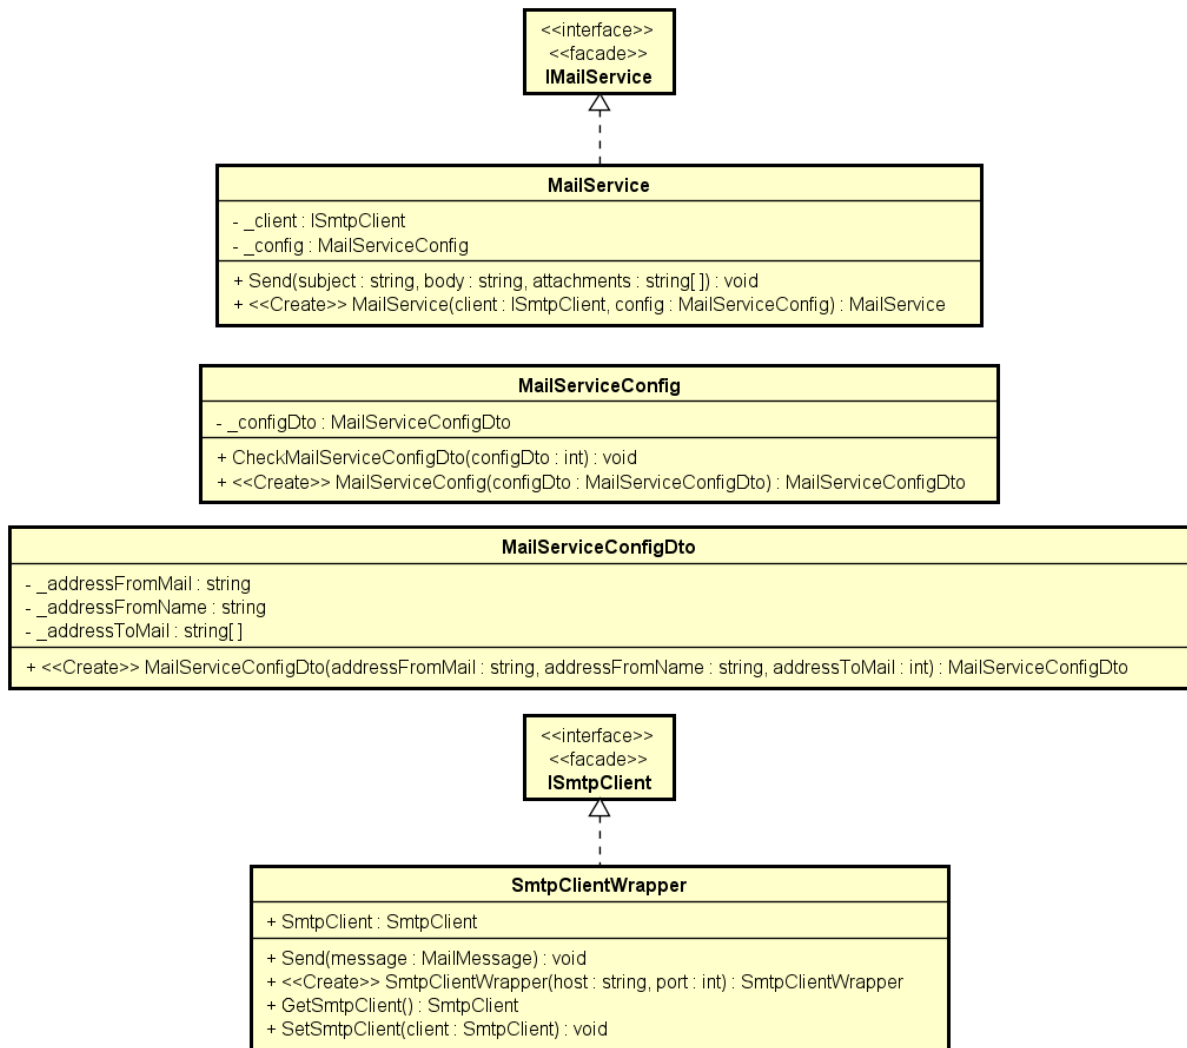 <<interface>>
<<facade>>
IMailService
MailService
- _client : ISmtpClient
- _config : MailServiceConfig
+ Send(subject : string, body : string, attachments : string[ ]) : void
+ <<Create>> MailService(client : ISmtpClient, config : MailServiceConfig) : MailService
MailServiceConfig
- _configDto : MailServiceConfigDto
+ CheckMailServiceConfigDto(configDto : int) : void
+ <<Create>> MailServiceConfig(configDto : MailServiceConfigDto) : MailServiceConfigDto
MailServiceConfigDto
- _addressFromMail : string
- _addressFromName : string
- _addressToMail : string[ ]
+ <<Create>> MailServiceConfigDto(addressFromMail : string, addressFromName : string, addressToMail : int) : MailServiceConfigDto
<<interface>>
<<facade>>
ISmtpClient
SmtpClientWrapper
+ SmtpClient : SmtpClient
+ Send(message : MailMessage) : void
+ <<Create>> SmtpClientWrapper(host : string, port : int) : SmtpClientWrapper
+ GetSmtpClient() : SmtpClient
+ SetSmtpClient(client : SmtpClient) : void